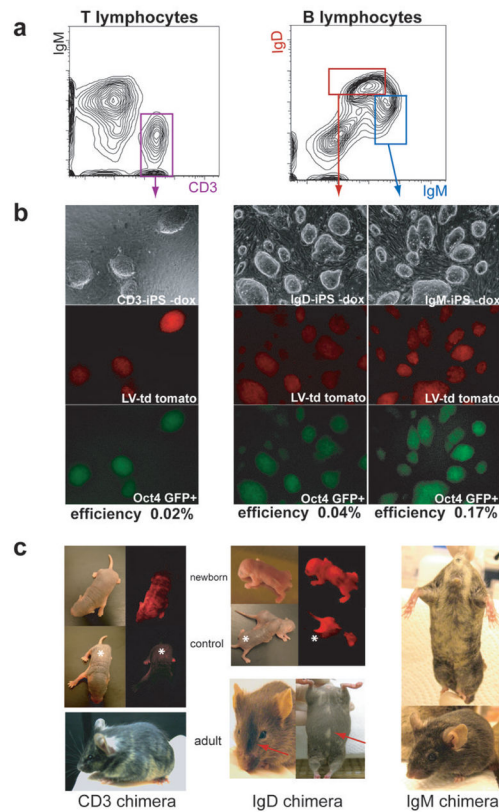 T lymphocytes
B lymphocytes
a
IgM
CD3
IgD
IgM
b
CD3-iPS -dox
IgD-iPS -dox
IgM-iPS -dox
LV-td tomato
LV-td tomato
LV-td tomato
Oct4 GFP+
Oct4 GFP+
Oct4 GFP+
efficiency 0.02%
efficiency 0.04%
efficiency 0.17%
c
newborn
control
*
*
*
*
adult
CD3 chimera
IgD chimera
IgM chimera